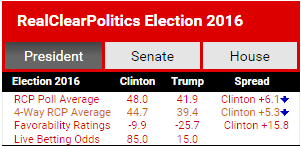 RealClearPolitics Election 2016
President Senate House
Election 2016 Clinton Trump Spread
RCP Poll Average 48.0 41.9 Clinton +6.1
4-Way RCP Average 44.7 39.4 Clinton +5.3
Favorability Ratings -9.9 -25.7 Clinton +15.8
Live Betting Odds 85.0 15.0